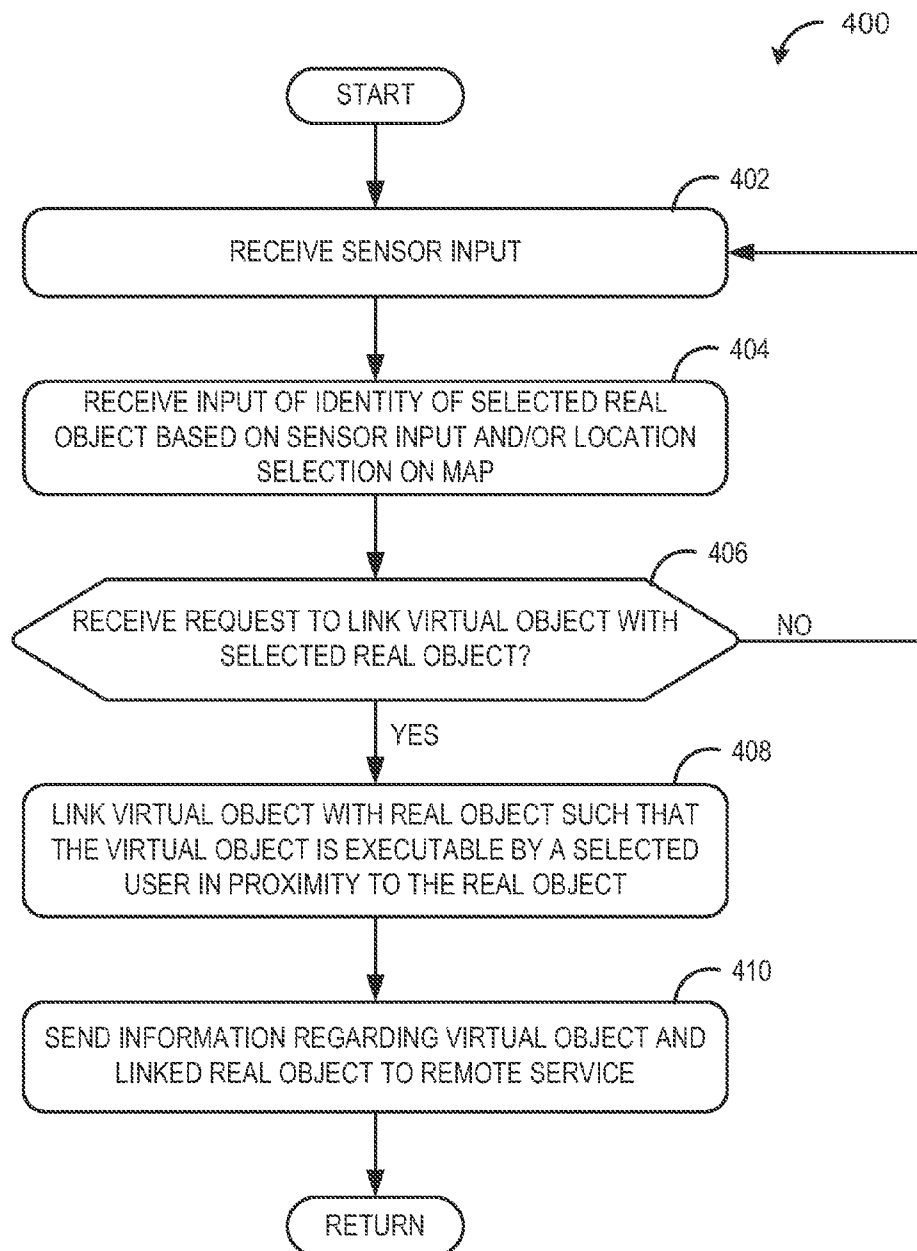 400
START
402
RECEIVE SENSOR INPUT
404
RECEIVE INPUT OF IDENTITY OF SELECTED REAL
OBJECT BASED ON SENSOR INPUT AND/OR LOCATION
SELECTION ON MAP
406
RECEIVE REQUEST TO LINK VIRTUAL OBJECT WITH
SELECTED REAL OBJECT?
NO
YES
408
LINK VIRTUAL OBJECT WITH REAL OBJECT SUCH THAT
THE VIRTUAL OBJECT IS EXECUTABLE BY A SELECTED
USER IN PROXIMITY TO THE REAL OBJECT
410
SEND INFORMATION REGARDING VIRTUAL OBJECT AND
LINKED REAL OBJECT TO REMOTE SERVICE
RETURN